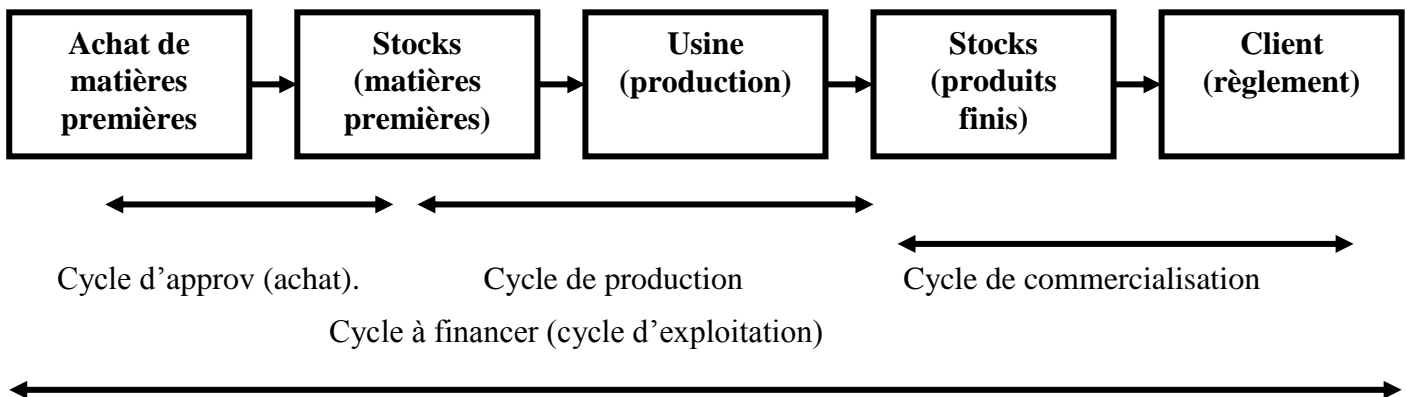 Achat de
matières
premières
Stocks
(matières
premières)
Usine
(production)
Stocks
(produits
finis)
Client
(règlement)
Cycle d’approv (achat).
Cycle de production
Cycle de commercialisation
Cycle à financer (cycle d’exploitation)